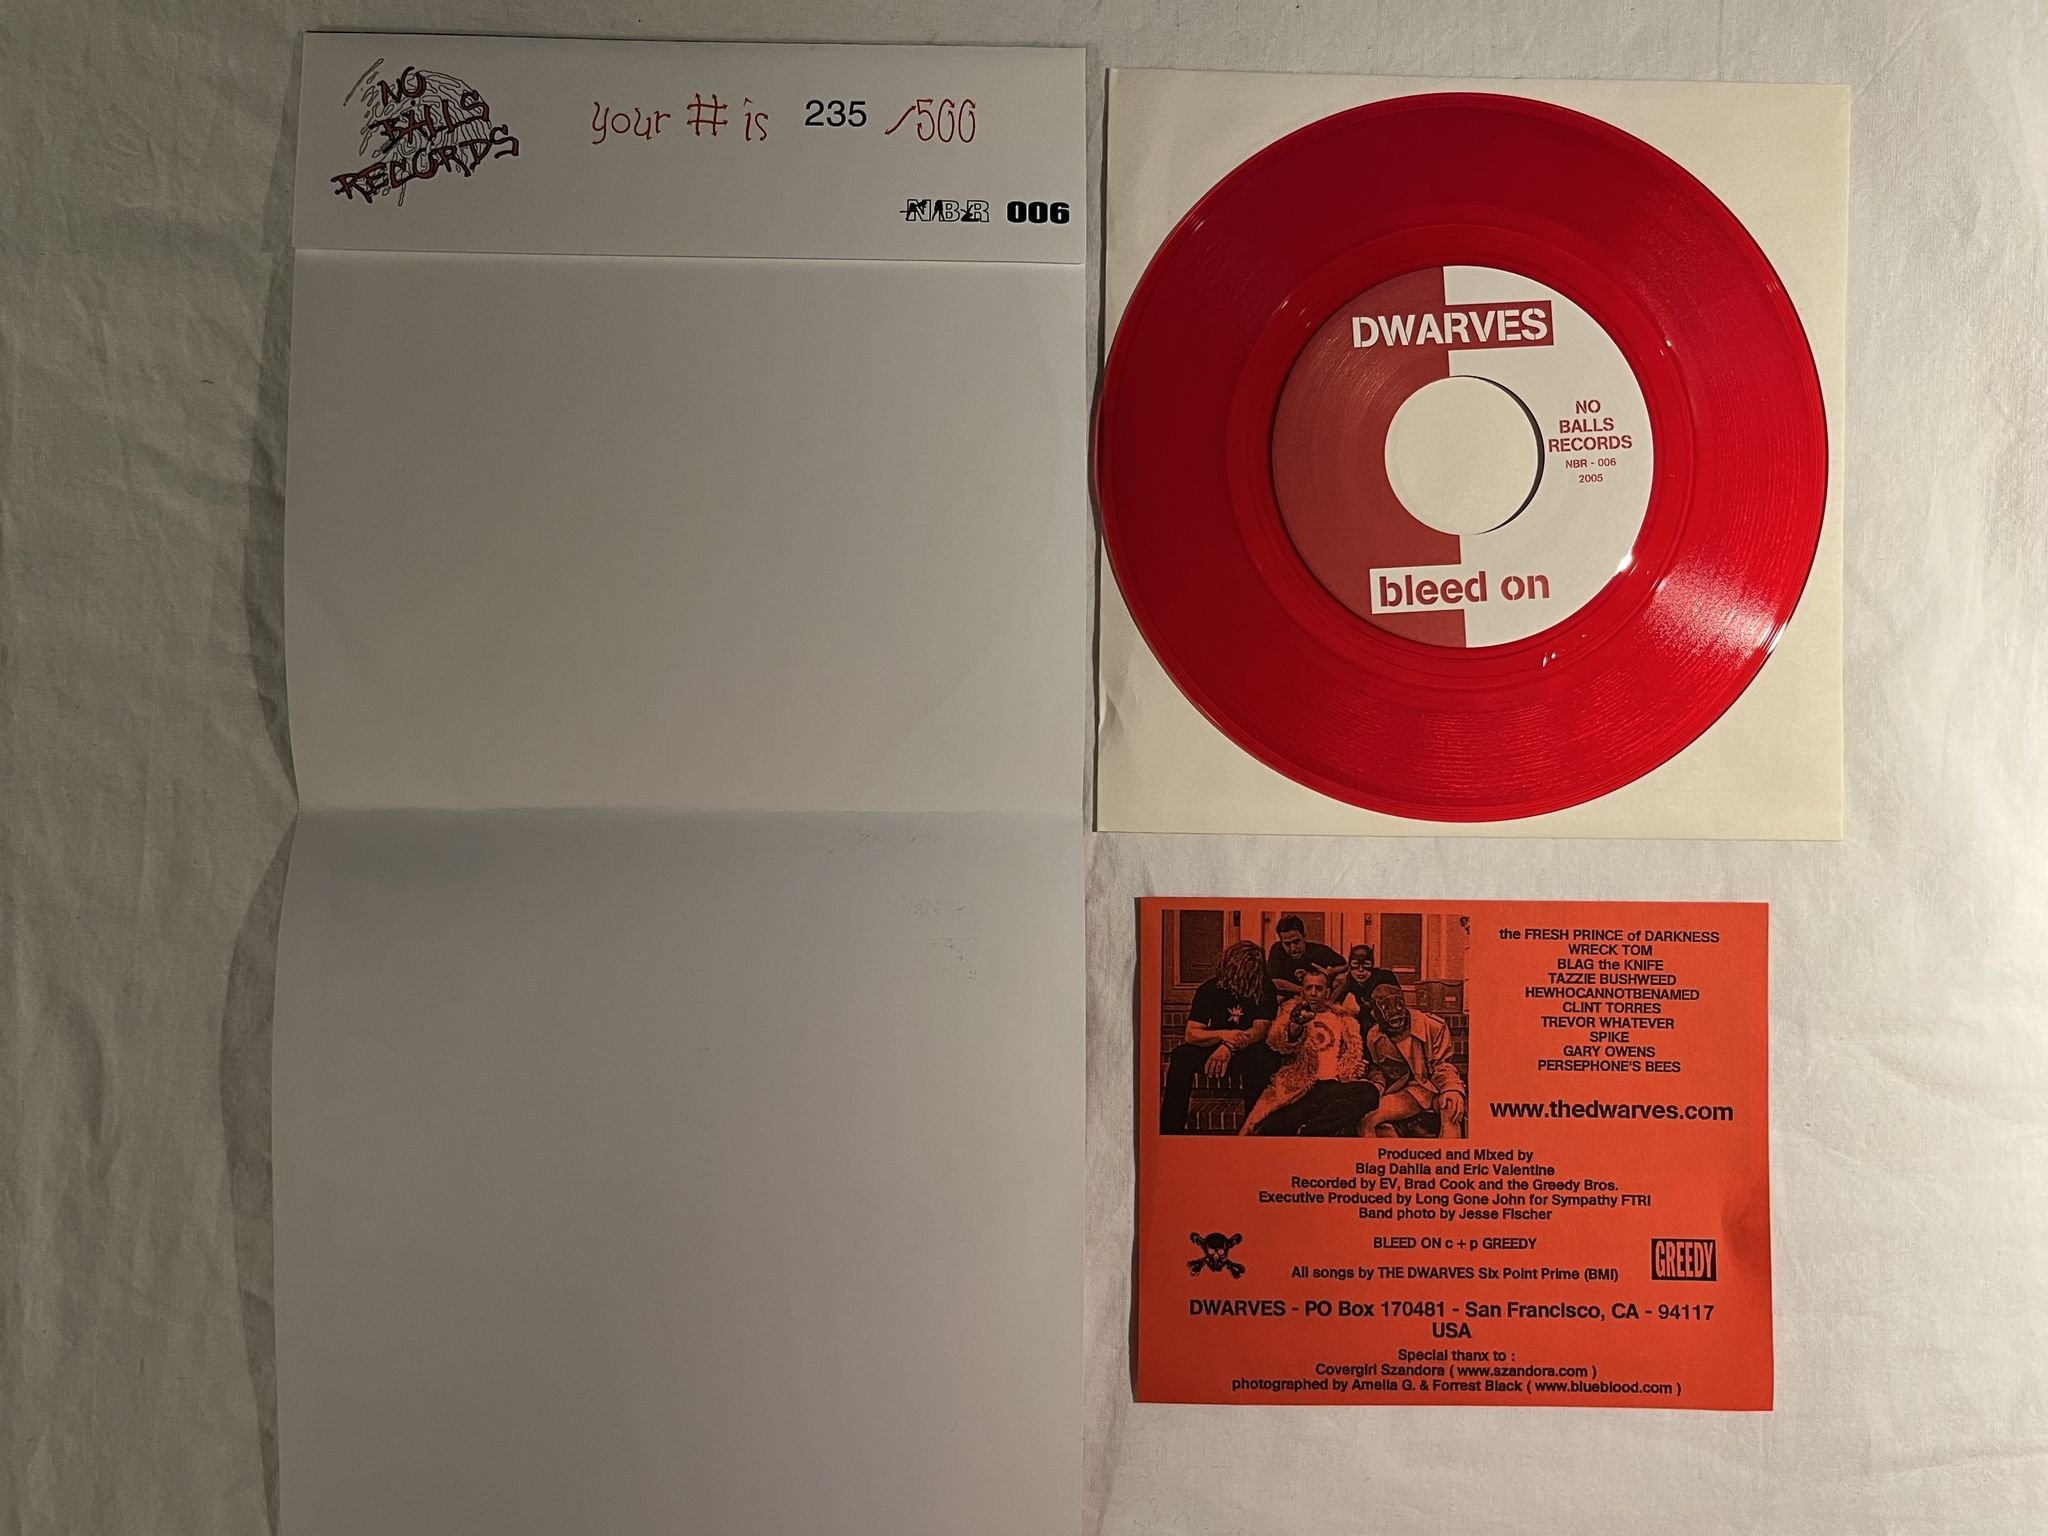 NO
BALLS
RECORDS
your # is 235 /500
NBR 006
DWARVES
NO
BALLS
RECORDS
NBR - 006
2005
bleed on
the FRESH PRINCE of DARKNESS
WRECK TOM
BLAG the KNIFE
TAZZIE BUSHWEED
HEWHOCANNOTBENAMED
CLINT TORRES
TREVOR WHATEVER
SPIKE
GARY OWENS
PERSEPHONE'S BEES
www.thedwarves.com
Produced and Mixed by
Blag Dahlia and Eric Valentine
Recorded by EV, Brad Cook and the Greedy Bros.
Executive Produced by Long Gone John for Sympathy FTRI
Band photo by Jesse Fischer
BLEED ON c + p GREEDY
GREEDY
All songs by THE DWARVES Six Point Prime (BMI)
DWARVES - PO Box 170481 - San Francisco, CA - 94117
USA
Special thanx to :
Covergirl Szandora ( www.szandora.com )
photographed by Amelia G. & Forrest Black ( www.blueblood.com )